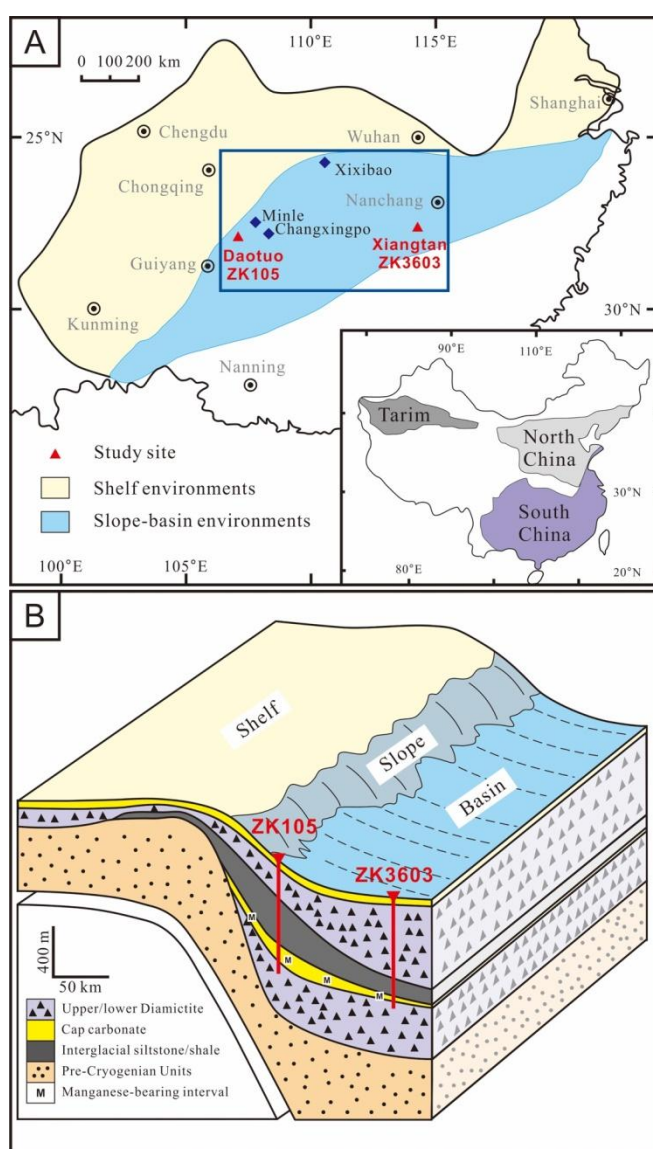 A
110°E
115°E
0 100 200 km
Shanghai
25°N
Chengdu
Wuhan
Chongqing
Xixibao
Nanchang
Minle
Changxingpo
Daotuo
ZK105
Xiangtan
ZK3603
Guiyang
30°N
Kunming
Nanning
90°E
110°E
Tarim
North
China
30°N
South
China
80°E
20°N
Study site
Shelf environments
Slope-basin environments
100°E
105°E
B
Shelf
Slope
Basin
ZK105
ZK3603
M
M
M
M
400 m
50 km
Upper/lower Diamictite
Cap carbonate
Interglacial siltstone/shale
Pre-Cryogenian Units
M Manganese-bearing interval